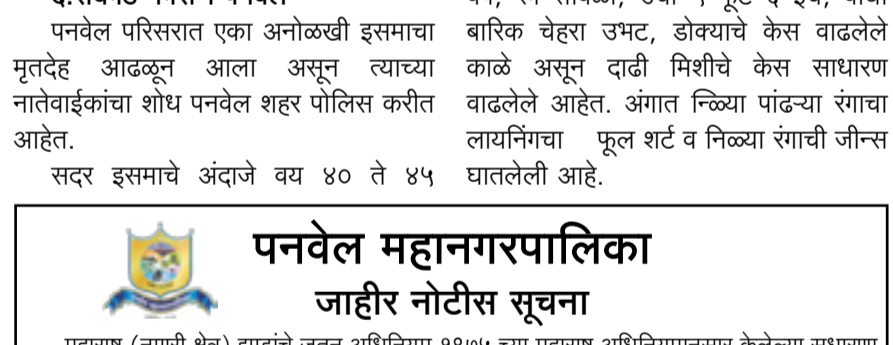 पनवेल परिसरात एका अनोळखी इसमाचा
मृतदेह आढळून आला असून त्याच्या
नातेवाईकांचा शोध पनवेल शहर पोलिस करीत
आहेत.
सदर इसमाचे अंदाजे वय ४० ते ४५
बारिक चेहरा उभट, डोक्याचे केस वाढलेले
काळे असून दाढी मिशीचे केस साधारण
वाढलेले आहेत. अंगात न्ळ्या पांढऱ्या रंगाचा
लायनिंगचा फूल शर्ट व निळ्या रंगाची जीन्स
घातलेली आहे.
पनवेल महानगरपालिका
जाहीर नोटीस सूचना